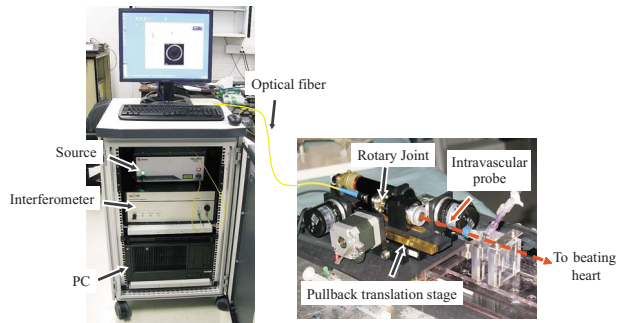 Optical fiber
Source
Interferometer
PC
Rotary Joint
Intravascular
probe
To beating
heart
Pullback translation stage